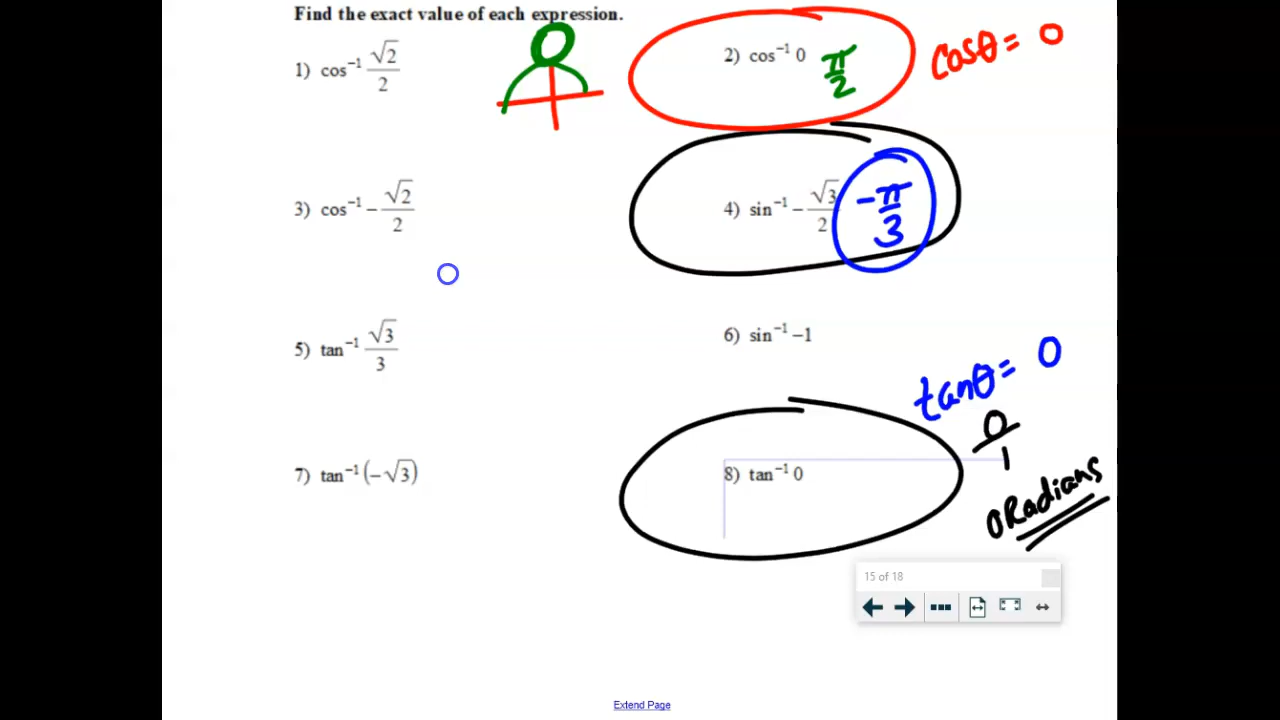 Find the exact value of each expression.
1) cos⁻¹ √2/2
2) cos⁻¹ 0
π/2
cosθ = 0
3) cos⁻¹ −√2/2
4) sin⁻¹ −√3/2
-π/3
5) tan⁻¹ √3/3
6) sin⁻¹ −1
tanθ = 0
0/1
0 Radians
7) tan⁻¹ (−√3)
8) tan⁻¹ 0
15 of 18
Extend Page